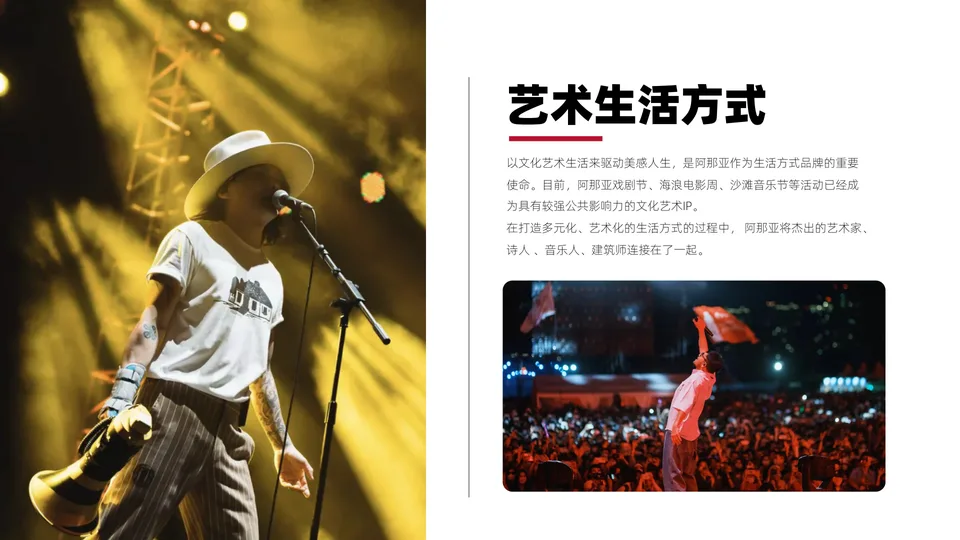 艺术生活方式
以文化艺术生活来驱动美感人生，是阿那亚作为生活方式品牌的重要
使命。目前，阿那亚戏剧节、海浪电影周、沙滩音乐节等活动已经成
为具有较强公共影响力的文化艺术IP。
在打造多元化、艺术化的生活方式的过程中， 阿那亚将杰出的艺术家、
诗人 、音乐人、建筑师连接在了一起。